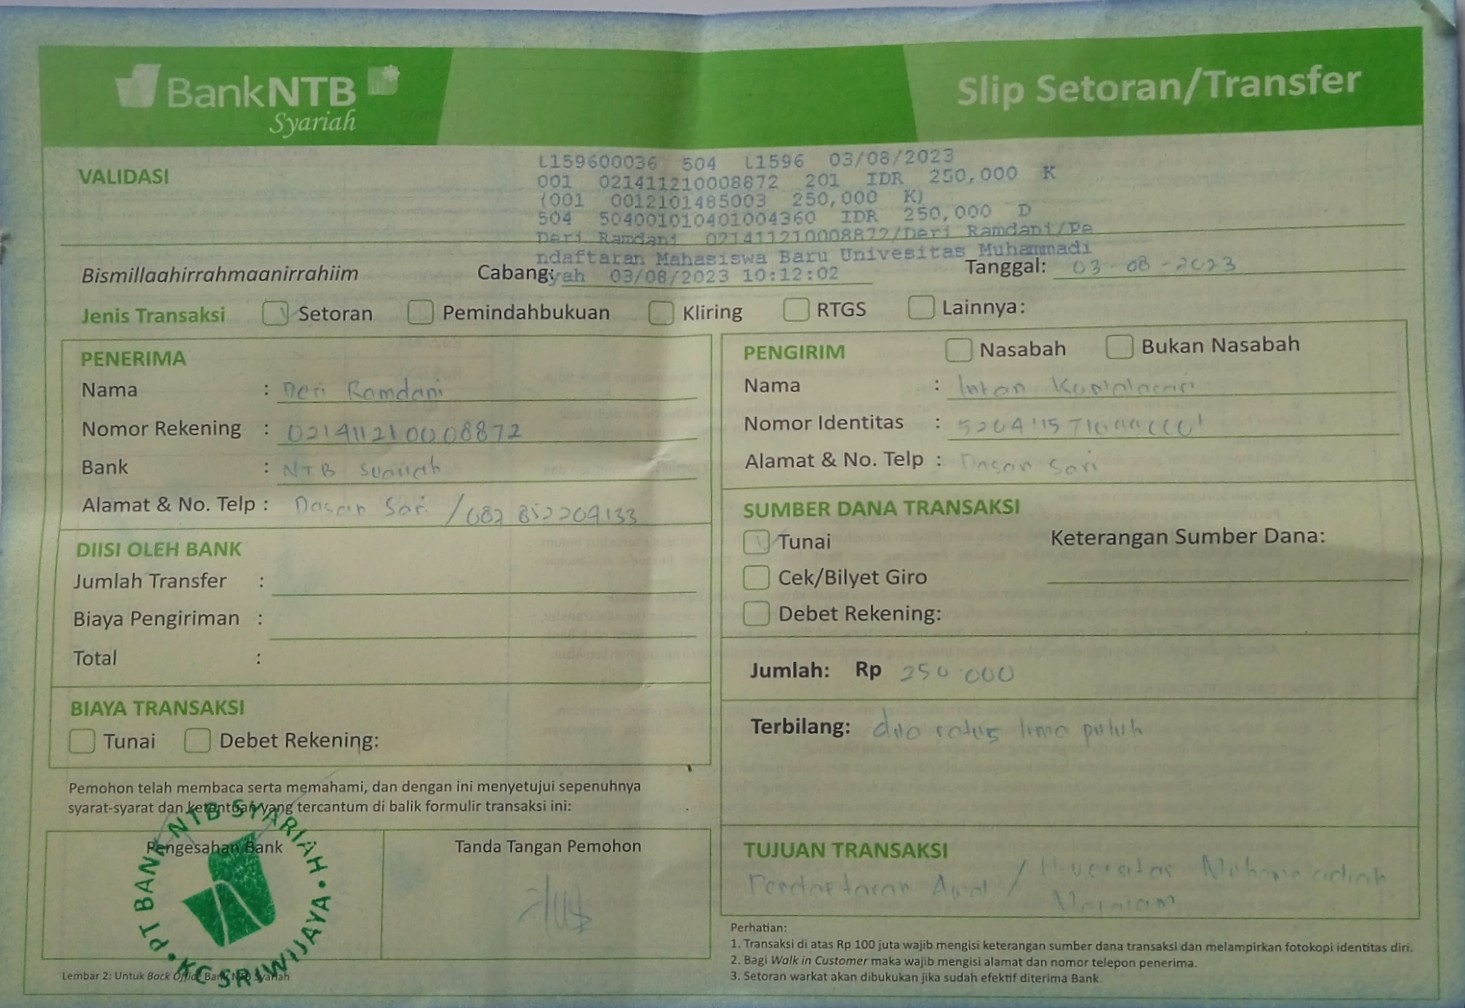 BankNTB
Syariah
Slip Setoran/Transfer
VALIDASI
L159600036 504 L1596 03/08/2023
001 021411210008872 201 IDR 250,000 K
(001 0012101485003 250,000 K)
504 504001010401004360 IDR 250,000 D
Deri Ramdani 021411210008872/Deri Ramdani/Pe
ndaftaran Mahasiswa Baru Univesitas Muhammadi
yah 03/08/2023 10:12:02
Bismillaahirrahmaanirrahiim Cabang: Tanggal: 03-08-2023
Jenis Transaksi Setoran Pemindahbukuan Kliring RTGS Lainnya:
PENERIMA
Nama : Deri Ramdani
Nomor Rekening : 021411210008872
Bank : NTB Syariah
Alamat & No. Telp : Dasan Sari /
DIISI OLEH BANK
Jumlah Transfer :
Biaya Pengiriman :
Total :
BIAYA TRANSAKSI
Tunai Debet Rekening:
Pemohon telah membaca serta memahami, dan dengan ini menyetujui sepenuhnya
syarat-syarat dan ketentuan yang tercantum di balik formulir transaksi ini:
Pengesahan Bank Tanda Tangan Pemohon
PT BANK NTB SYARIAH
KC SRIWIJAYA
Lembar 2: Untuk Back Office Bank NTB Syariah
PENGIRIM Nasabah Bukan Nasabah
Nama : Intan
Nomor Identitas :
Alamat & No. Telp : Dasan Sari
SUMBER DANA TRANSAKSI
Tunai Keterangan Sumber Dana:
Cek/Bilyet Giro
Debet Rekening:
Jumlah: Rp 250.000
Terbilang: dua ratus lima puluh
TUJUAN TRANSAKSI
Pendaftaran Awal / Universitas Muhammadiyah
Mataram
Perhatian:
1. Transaksi di atas Rp 100 juta wajib mengisi keterangan sumber dana transaksi dan melampirkan fotokopi identitas diri.
2. Bagi Walk in Customer maka wajib mengisi alamat dan nomor telepon penerima.
3. Setoran warkat akan dibukukan jika sudah efektif diterima Bank.